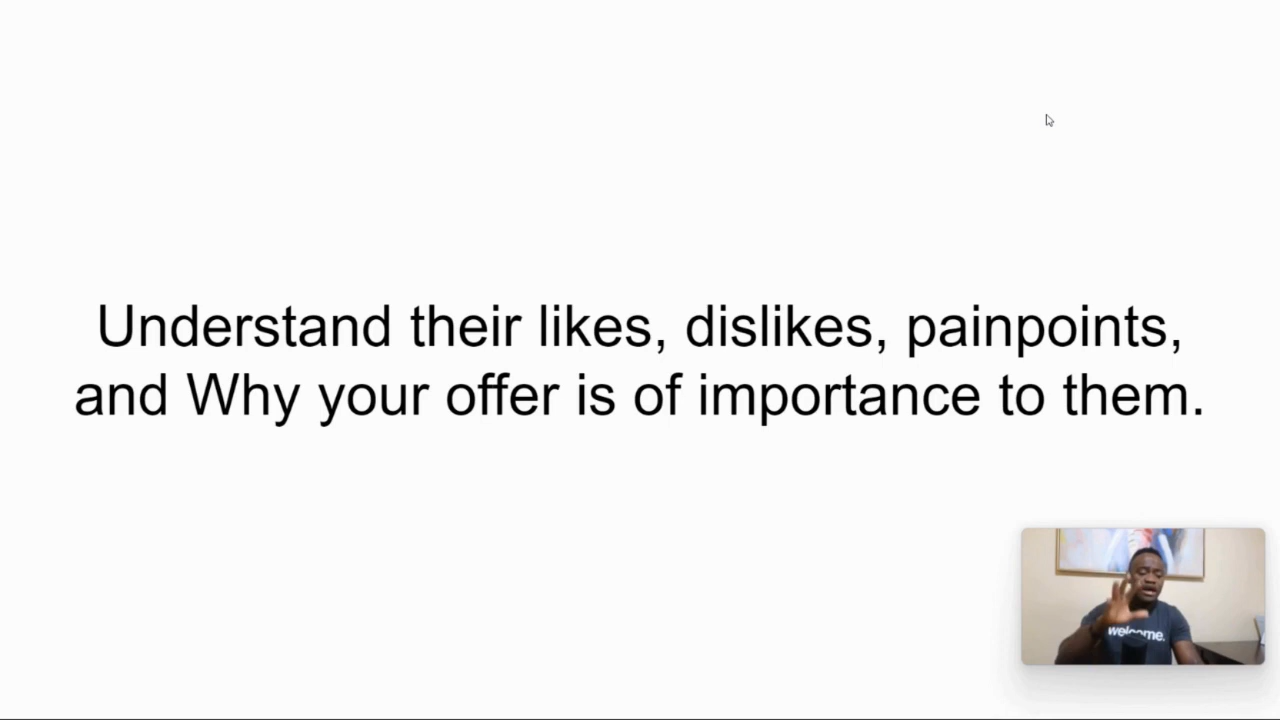 Understand their likes, dislikes, painpoints,
and Why your offer is of importance to them.
welcome.